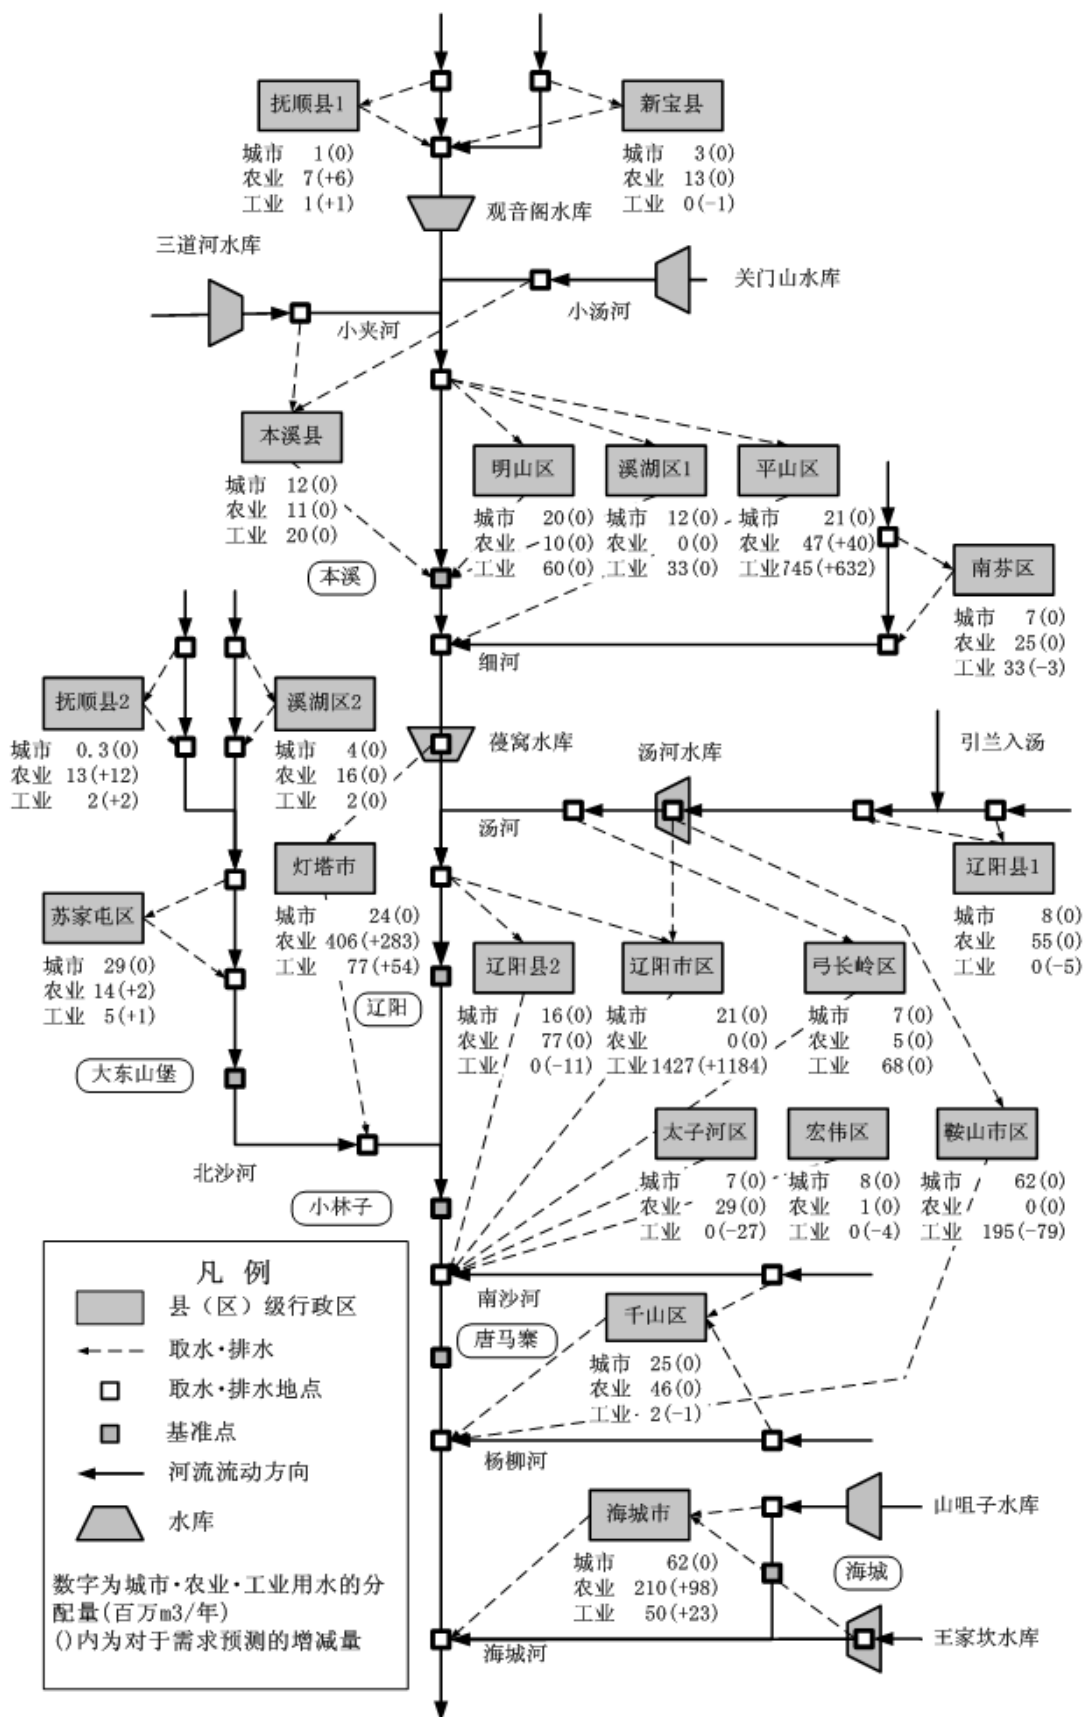 抚顺县1
城市 1(0)
农业 7(+6)
工业 1(+1)
新宝县
城市 3(0)
农业 13(0)
工业 0(-1)
观音阁水库
三道河水库
关门山水库
小夹河
小汤河
本溪县
城市 12(0)
农业 11(0)
工业 20(0)
明山区
城市 20(0)
农业 10(0)
工业 60(0)
溪湖区1
城市 12(0)
农业 0(0)
工业 33(0)
平山区
城市 21(0)
农业 47(+40)
工业 745(+632)
南芬区
城市 7(0)
农业 25(0)
工业 33(-3)
本溪
细河
抚顺县2
城市 0.3(0)
农业 13(+12)
工业 2(+2)
溪湖区2
城市 4(0)
农业 16(0)
工业 2(0)
葠窝水库
汤河水库
引兰入汤
汤河
辽阳县1
城市 8(0)
农业 55(0)
工业 0(-5)
灯塔市
城市 24(0)
农业 406(+283)
工业 77(+54)
苏家屯区
城市 29(0)
农业 14(+2)
工业 5(+1)
辽阳
辽阳县2
城市 16(0)
农业 77(0)
工业 0(-11)
辽阳市区
城市 21(0)
农业 0(0)
工业 1427(+1184)
弓长岭区
城市 7(0)
农业 5(0)
工业 68(0)
大东山堡
北沙河
小林子
太子河区
城市 7(0)
农业 29(0)
工业 0(-27)
宏伟区
城市 8(0)
农业 1(0)
工业 0(-4)
鞍山市区
城市 62(0)
农业 0(0)
工业 195(-79)
南沙河
唐马寨
千山区
城市 25(0)
农业 46(0)
工业 2(-1)
杨柳河
海城市
城市 62(0)
农业 210(+98)
工业 50(+23)
山咀子水库
海城
王家坎水库
海城河
凡 例
县（区）级行政区
取水·排水
取水·排水地点
基准点
河流流动方向
水库
数字为城市·农业·工业用水的分
配量(百万m3/年)
()内为对于需求预测的增减量